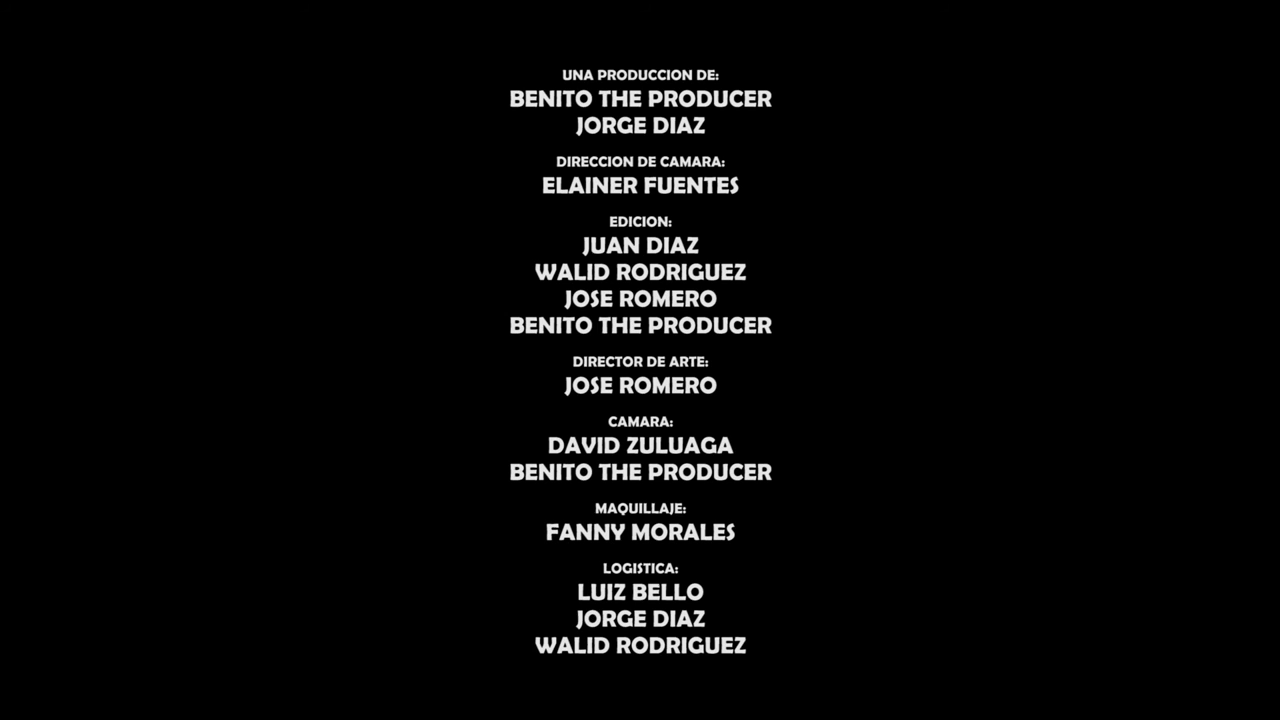 UNA PRODUCCION DE:
BENITO THE PRODUCER
JORGE DIAZ
DIRECCION DE CAMARA:
ELAINER FUENTES
EDICION:
JUAN DIAZ
WALID RODRIGUEZ
JOSE ROMERO
BENITO THE PRODUCER
DIRECTOR DE ARTE:
JOSE ROMERO
CAMARA:
DAVID ZULUAGA
BENITO THE PRODUCER
MAQUILLAJE:
FANNY MORALES
LOGISTICA:
LUIZ BELLO
JORGE DIAZ
WALID RODRIGUEZ